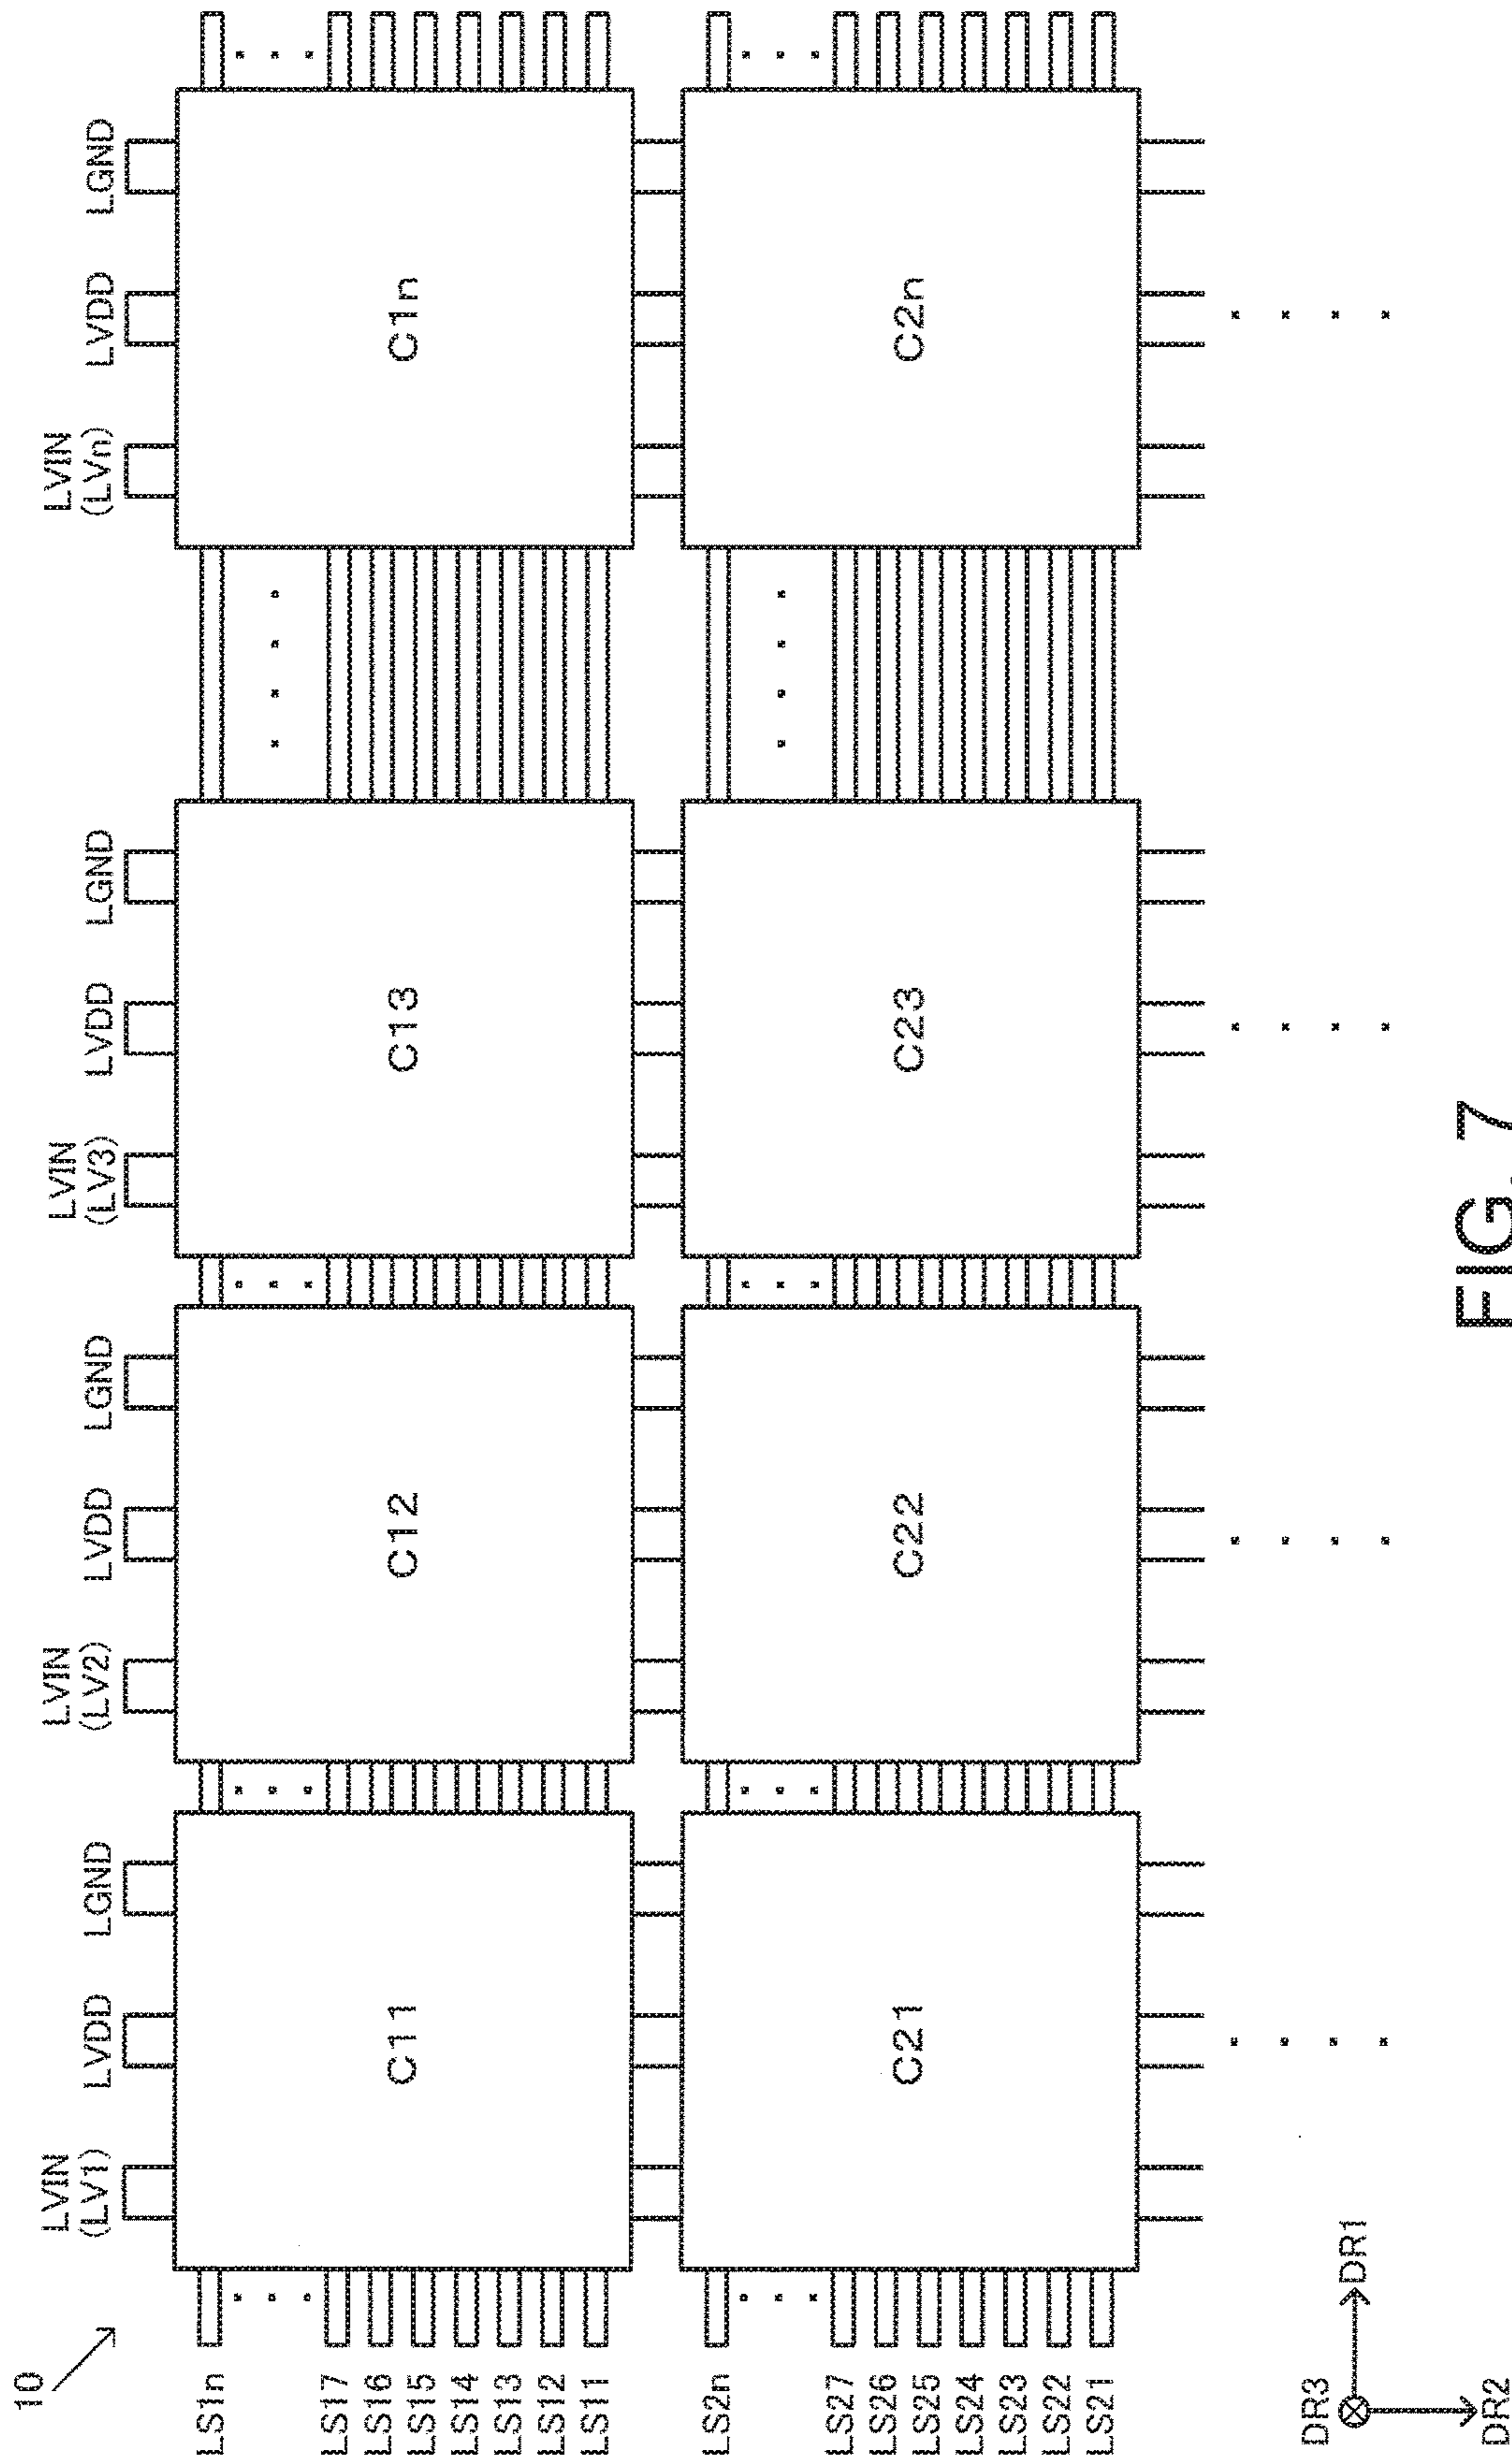 10
LVIN LVDD LGND LVIN LVDD LGND LVIN LVDD LGND LVIN LVDD LGND
(LV1) (LV2) (LV3) (LVn)
LS1n
C11 C12 C13 C1n
LS17
LS16
LS15
LS14
LS13
LS12
LS11
LS2n
C21 C22 C23 C2n
LS27
LS26
LS25
LS24
LS23
LS22
LS21
DR3
DR1
DR2
FIG. 7